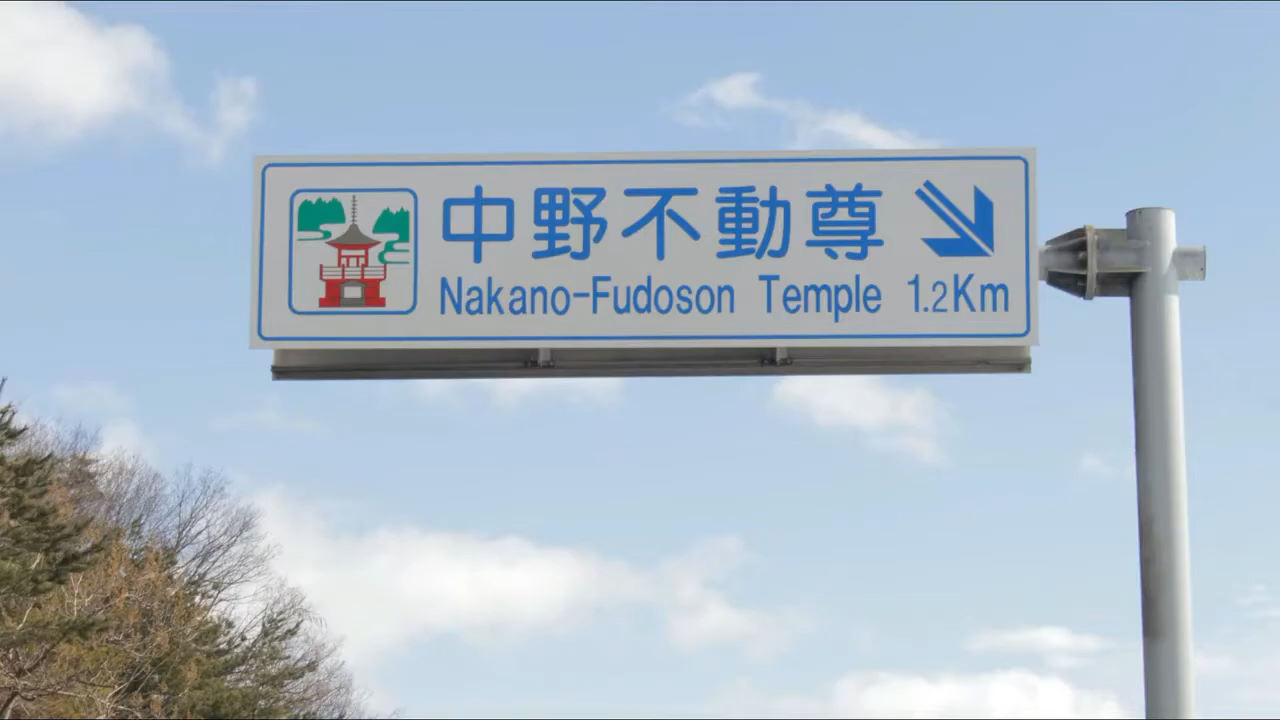 中野不動尊
Nakano-Fudoson Temple 1.2Km